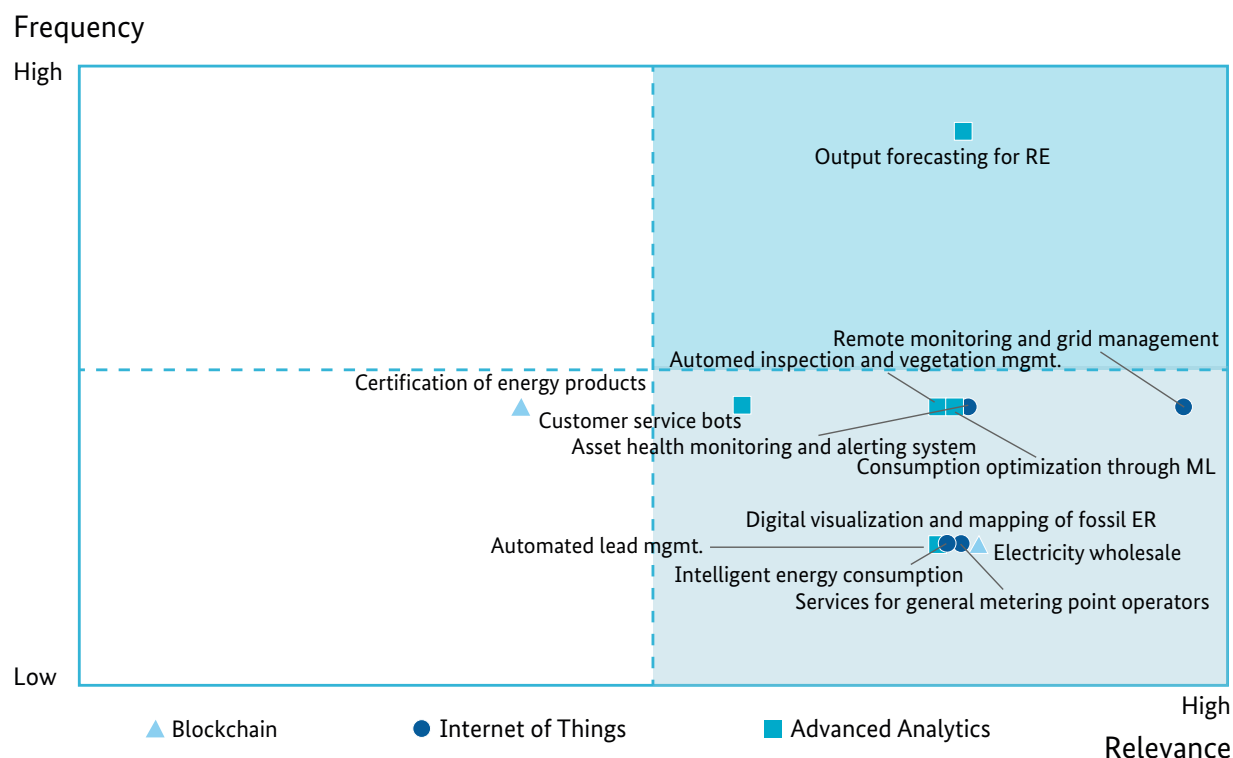 Frequency
High
Output forecasting for RE
Remote monitoring and grid management
Automed inspection and vegetation mgmt.
Certification of energy products
Customer service bots
Asset health monitoring and alerting system
Consumption optimization through ML
Digital visualization and mapping of fossil ER
Automated lead mgmt.
Electricity wholesale
Intelligent energy consumption
Services for general metering point operators
Low
High
Blockchain
Internet of Things
Advanced Analytics
Relevance